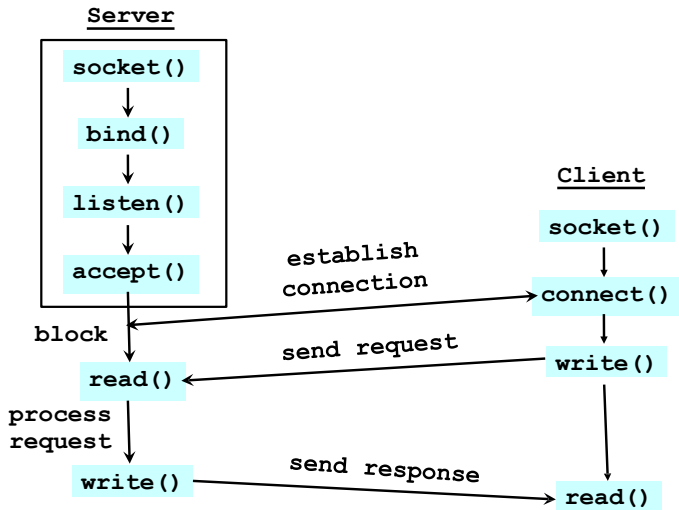 Server
socket()
bind()
listen()
accept()
block
read()
process
request
write()
establish
connection
send request
send response
Client
socket()
connect()
write()
read()